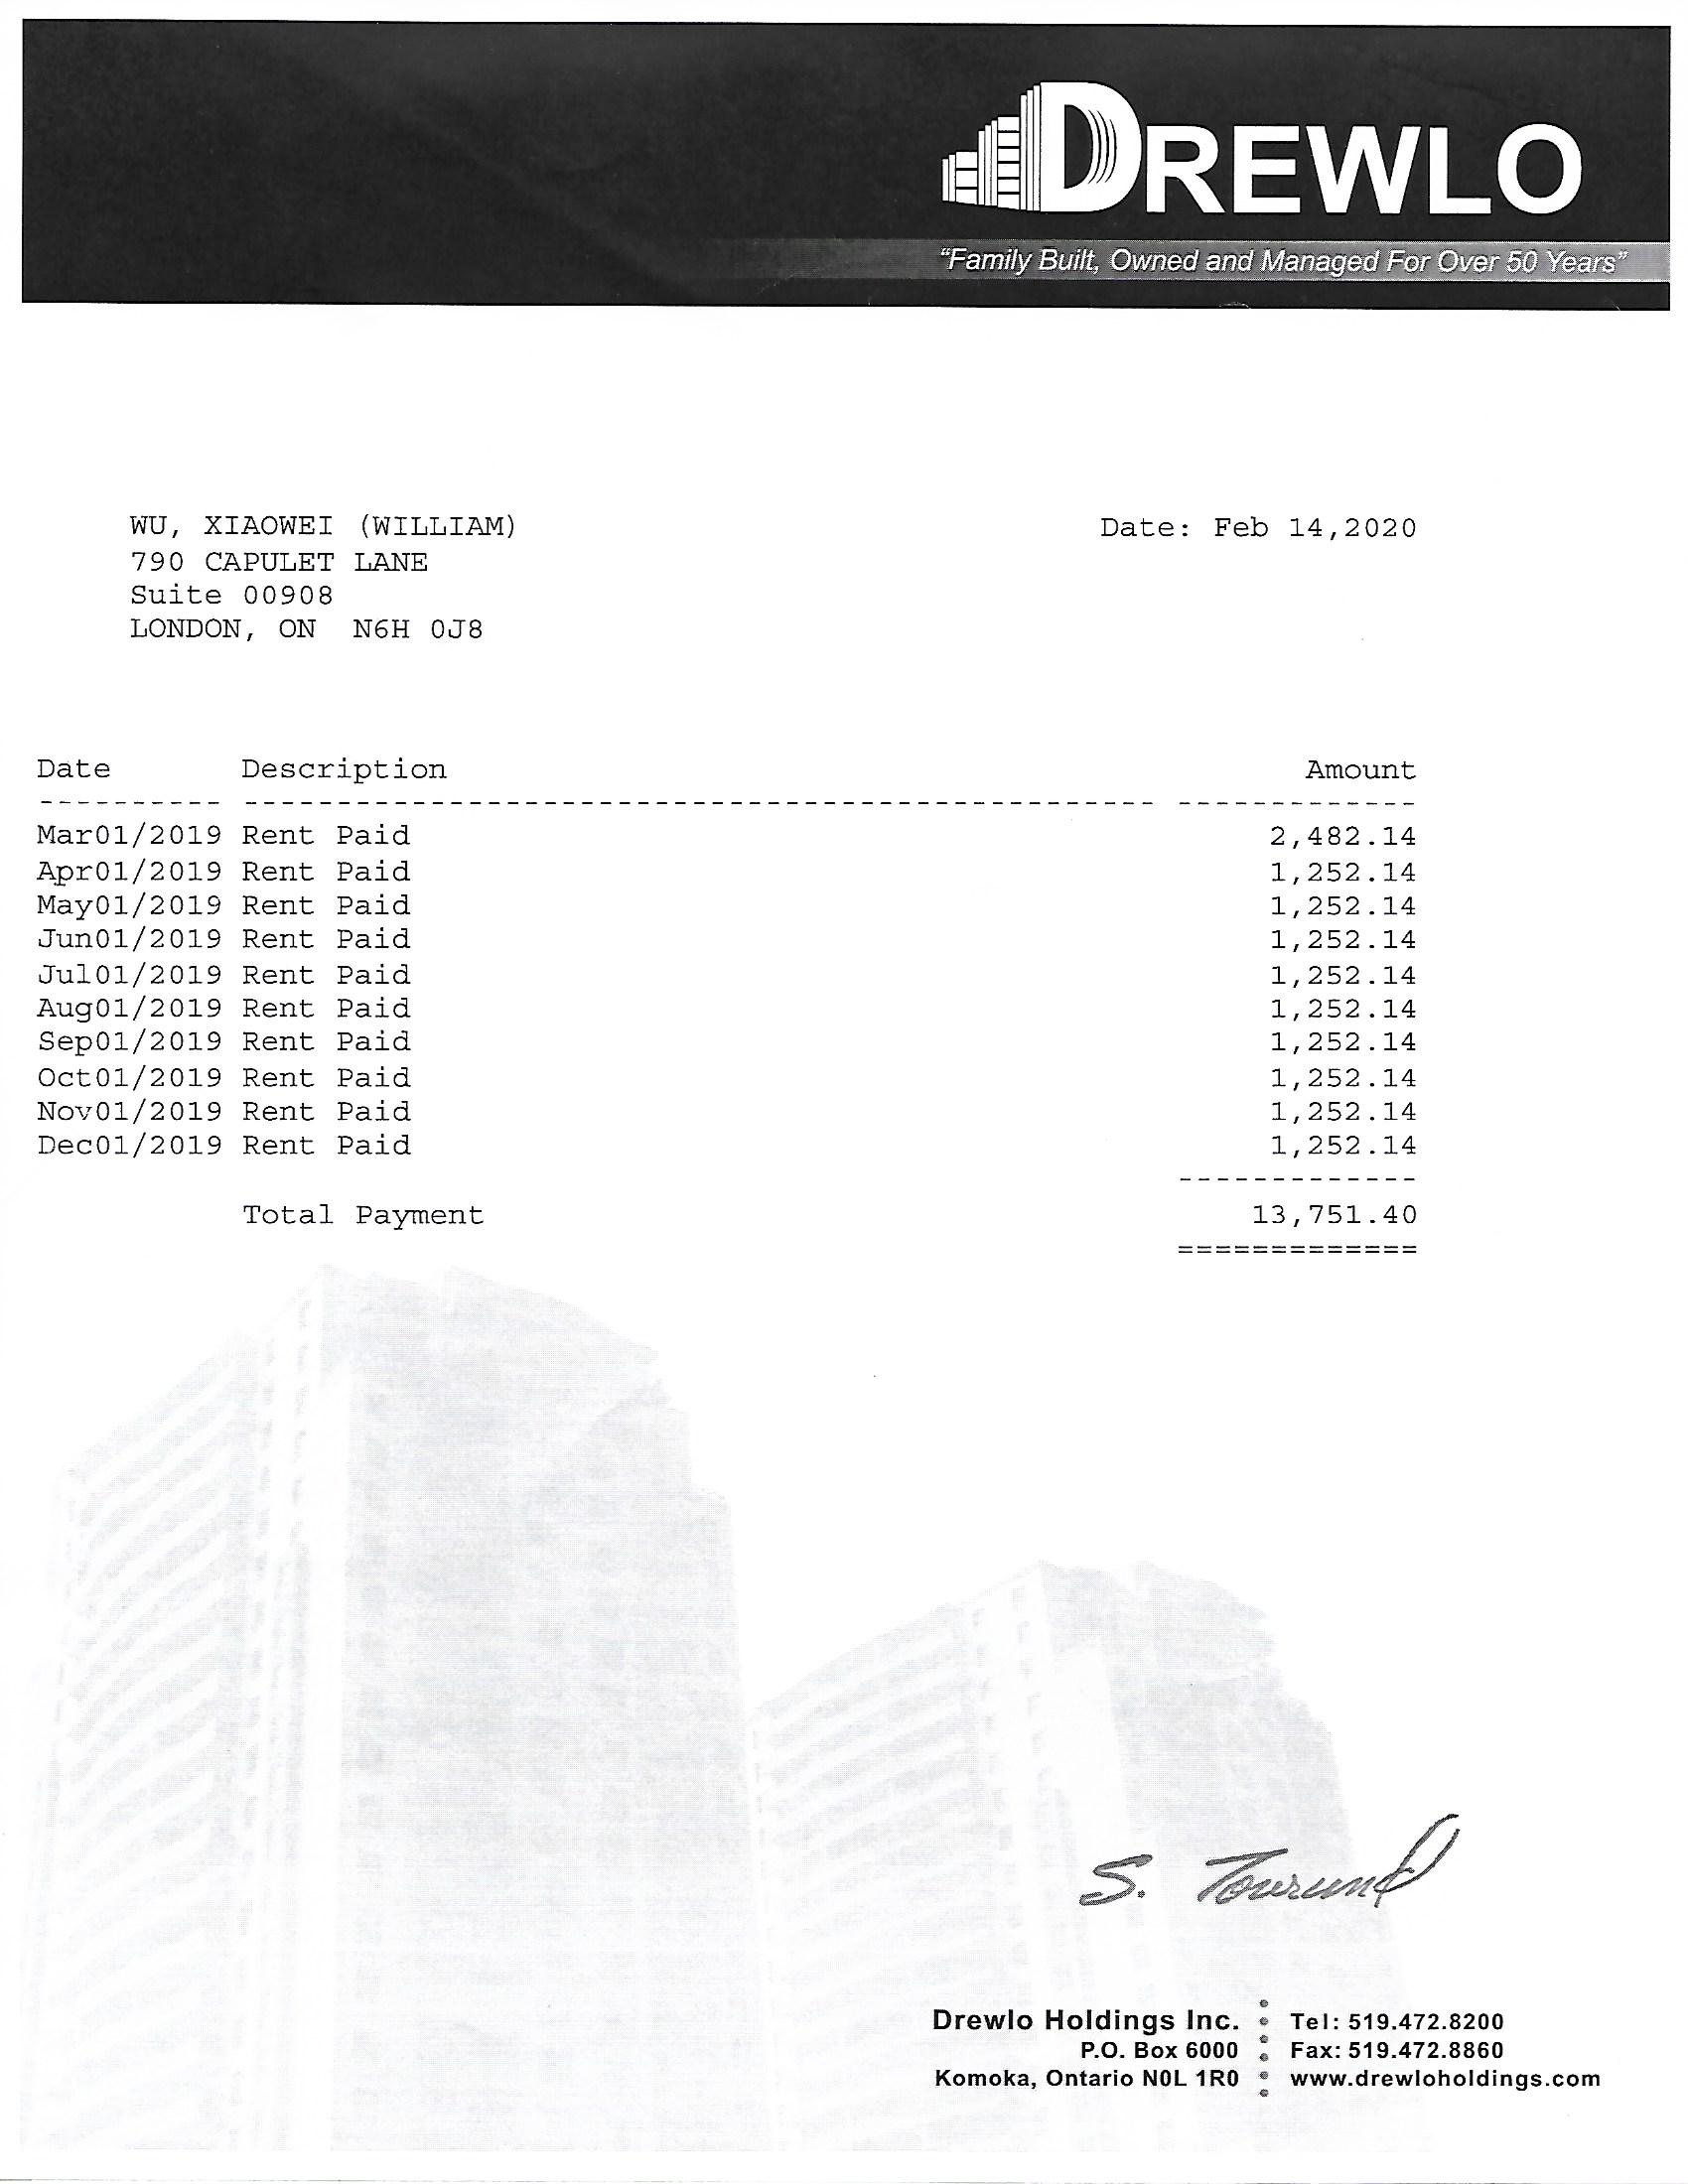 DREWLO
"Family Built, Owned and Managed For Over 50 Years"
WU, XIAOWEI (WILLIAM) Date: Feb 14,2020
790 CAPULET LANE
Suite 00908
LONDON, ON N6H 0J8
Date Description Amount
Mar01/2019 Rent Paid 2,482.14
Apr01/2019 Rent Paid 1,252.14
May01/2019 Rent Paid 1,252.14
Jun01/2019 Rent Paid 1,252.14
Jul01/2019 Rent Paid 1,252.14
Aug01/2019 Rent Paid 1,252.14
Sep01/2019 Rent Paid 1,252.14
Oct01/2019 Rent Paid 1,252.14
Nov01/2019 Rent Paid 1,252.14
Dec01/2019 Rent Paid 1,252.14
Total Payment 13,751.40
S.
Drewlo Holdings Inc. Tel: 519.472.8200
P.O. Box 6000 Fax: 519.472.8860
Komoka, Ontario N0L 1R0 www.drewloholdings.com